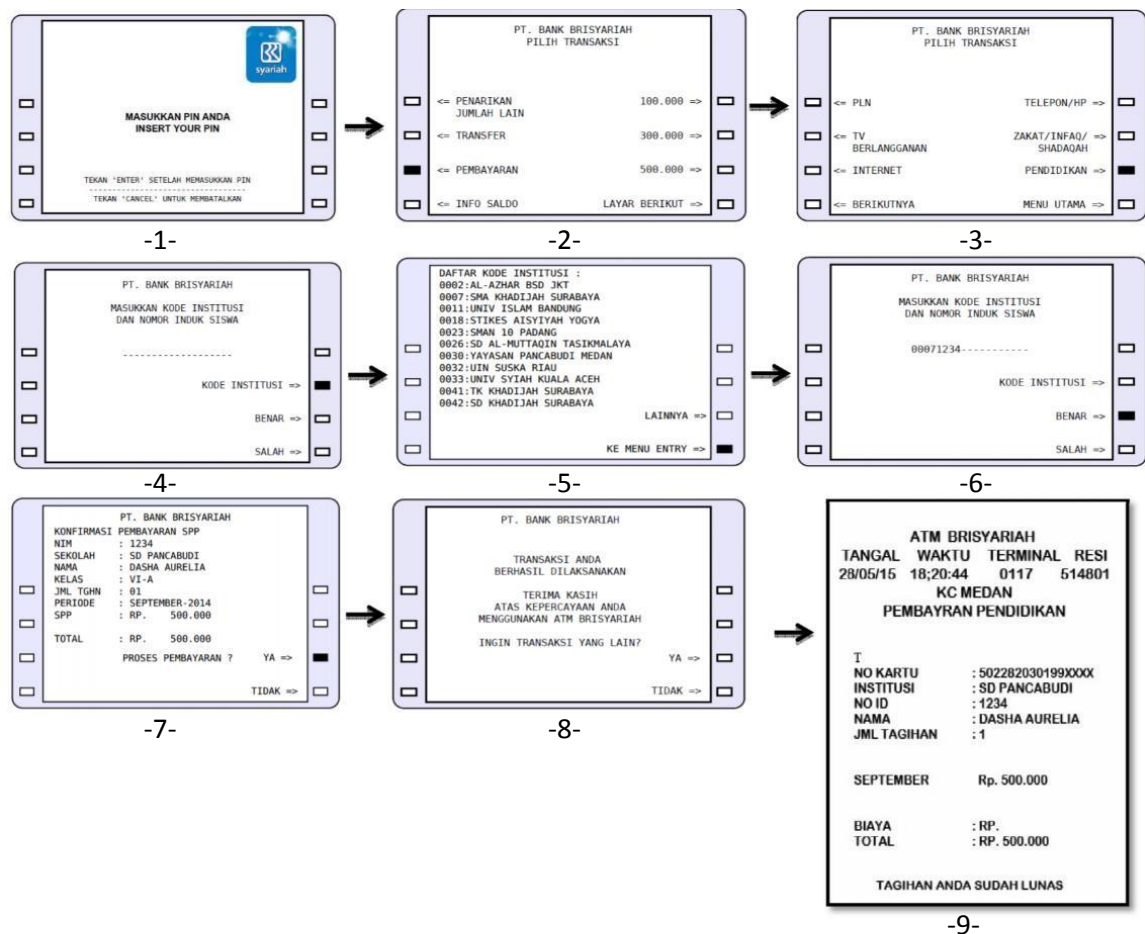 syariah
MASUKKAN PIN ANDA
INSERT YOUR PIN
TEKAN "ENTER" SETELAH MEMASUKKAN PIN
-----------------------------------
TEKAN "CANCEL" UNTUK MEMBATALKAN
-1-
PT. BANK BRISYARIAH
PILIH TRANSAKSI
<= PENARIKAN 100.000 =>
JUMLAH LAIN
<= TRANSFER 300.000 =>
<= PEMBAYARAN 500.000 =>
<= INFO SALDO LAYAR BERIKUT =>
-2-
PT. BANK BRISYARIAH
PILIH TRANSAKSI
<= PLN TELEPON/HP =>
<= TV ZAKAT/INFAQ/ =>
BERLANGGANAN SHADAQAH
<= INTERNET PENDIDIKAN =>
<= BERIKUTNYA MENU UTAMA =>
-3-
PT. BANK BRISYARIAH
MASUKKAN KODE INSTITUSI
DAN NOMOR INDUK SISWA
-------------------
KODE INSTITUSI =>
BENAR =>
SALAH =>
-4-
DAFTAR KODE INSTITUSI :
0002:AL-AZHAR BSD JKT
0007:SMA KHADIJAH SURABAYA
0011:UNIV ISLAM BANDUNG
0018:STIKES AISYIYAH YOGYA
0023:SMAN 10 PADANG
0026:SD AL-MUTTAQIN TASIKMALAYA
0030:YAYASAN PANCABUDI MEDAN
0032:UIN SUSKA RIAU
0033:UNIV SYIAH KUALA ACEH
0041:TK KHADIJAH SURABAYA
0042:SD KHADIJAH SURABAYA
LAINNYA =>
KE MENU ENTRY =>
-5-
PT. BANK BRISYARIAH
MASUKKAN KODE INSTITUSI
DAN NOMOR INDUK SISWA
00071234-----------
KODE INSTITUSI =>
BENAR =>
SALAH =>
-6-
PT. BANK BRISYARIAH
KONFIRMASI PEMBAYARAN SPP
NIM : 1234
SEKOLAH : SD PANCABUDI
NAMA : DASHA AURELIA
KELAS : VI-A
JML TGHN : 01
PERIODE : SEPTEMBER-2014
SPP : RP. 500.000
TOTAL : RP. 500.000
PROSES PEMBAYARAN ? YA =>
TIDAK =>
-7-
PT. BANK BRISYARIAH
TRANSAKSI ANDA
BERHASIL DILAKSANAKAN
TERIMA KASIH
ATAS KEPERCAYAAN ANDA
MENGGUNAKAN ATM BRISYARIAH
INGIN TRANSAKSI YANG LAIN?
YA =>
TIDAK =>
-8-
ATM BRISYARIAH
TANGAL WAKTU TERMINAL RESI
28/05/15 18;20:44 0117 514801
KC MEDAN
PEMBAYRAN PENDIDIKAN
T
NO KARTU : 502282030199XXXX
INSTITUSI : SD PANCABUDI
NO ID : 1234
NAMA : DASHA AURELIA
JML TAGIHAN : 1
SEPTEMBER Rp. 500.000
BIAYA : RP.
TOTAL : RP. 500.000
TAGIHAN ANDA SUDAH LUNAS
-9-